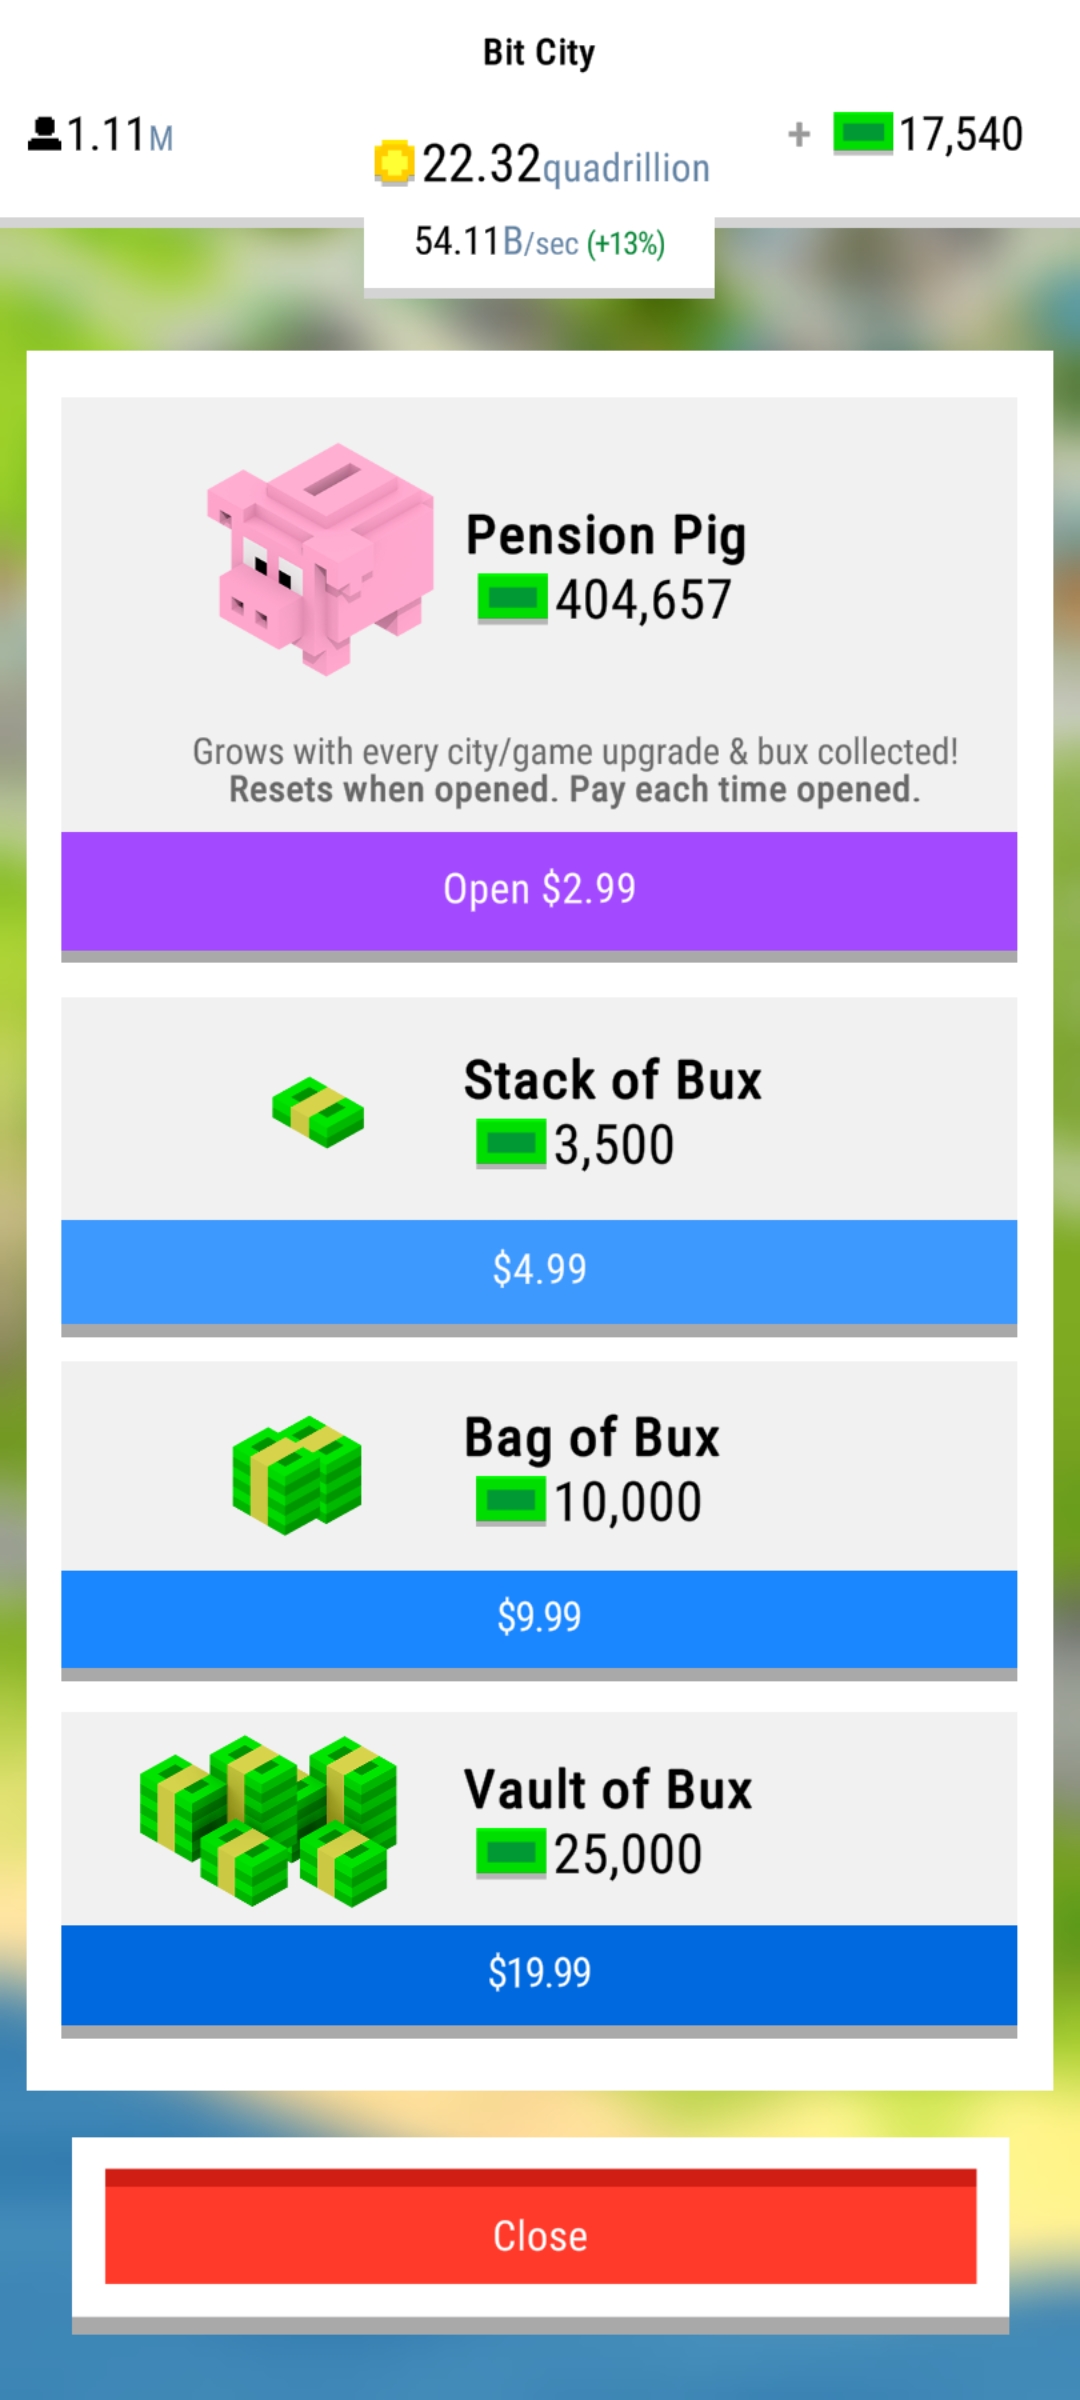 Bit City
1.11M
22.32quadrillion
+ 17,540
54.11B/sec (+13%)
Pension Pig
404,657
Grows with every city/game upgrade & bux collected!
Resets when opened. Pay each time opened.
Open $2.99
Stack of Bux
3,500
$4.99
Bag of Bux
10,000
$9.99
Vault of Bux
25,000
$19.99
Close